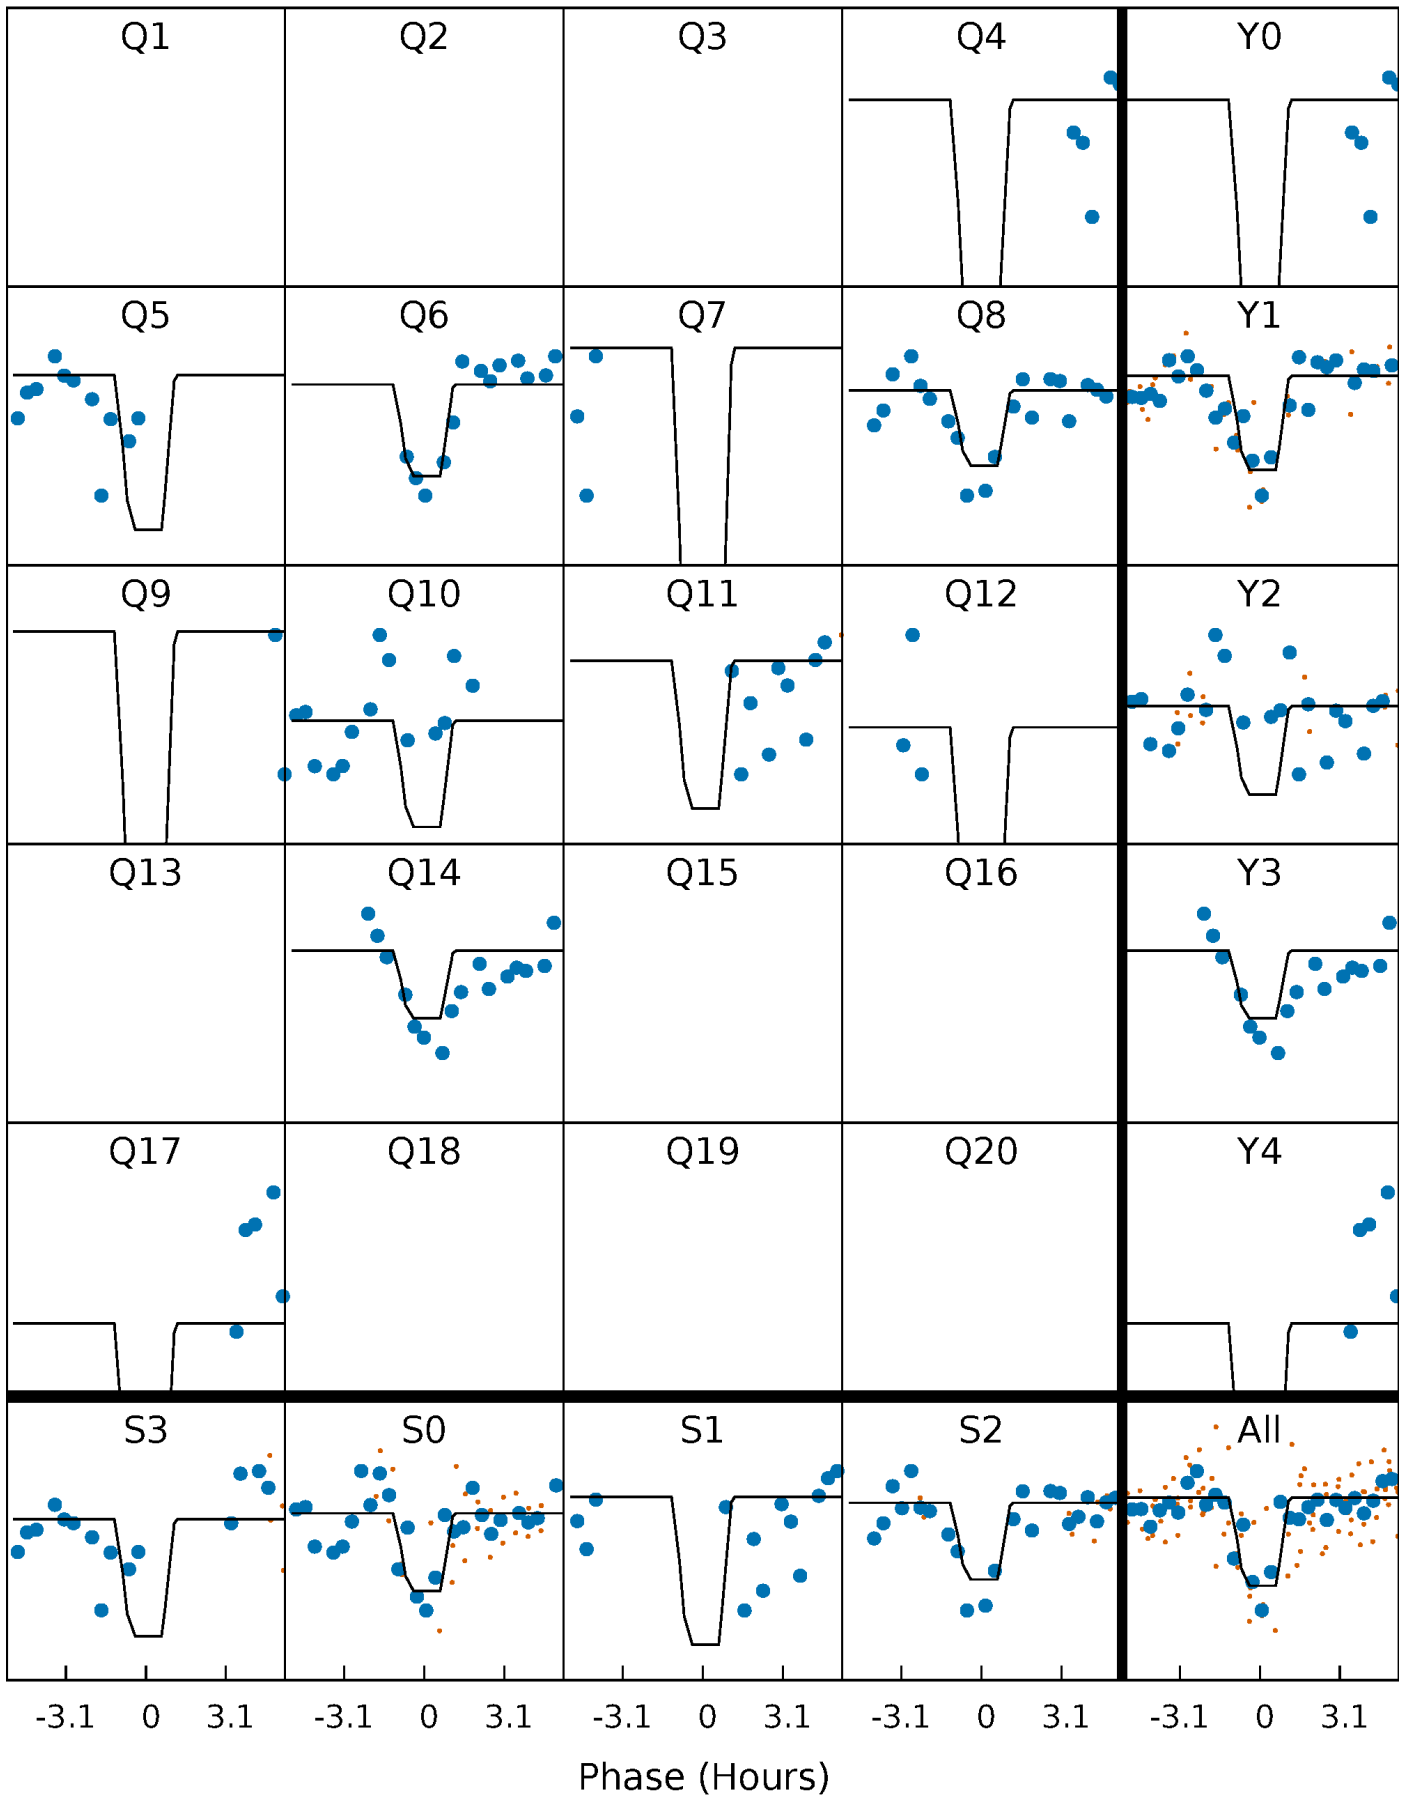 Q1 Q2 Q3 Q4 Y0
Q5 Q6 Q7 Q8 Y1
Q9 Q10 Q11 Q12 Y2
Q13 Q14 Q15 Q16 Y3
Q17 Q18 Q19 Q20 Y4
S3 S0 S1 S2 All
-3.1 0 3.1 -3.1 0 3.1 -3.1 0 3.1 -3.1 0 3.1 -3.1 0 3.1
Phase (Hours)